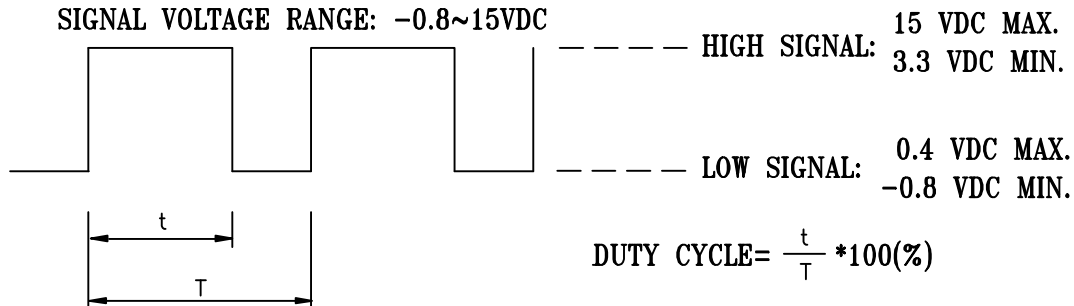 SIGNAL VOLTAGE RANGE: -0.8~15VDC
HIGH SIGNAL: 15 VDC MAX.
3.3 VDC MIN.
LOW SIGNAL: 0.4 VDC MAX.
-0.8 VDC MIN.
t
T
DUTY CYCLE= t/T *100(%)